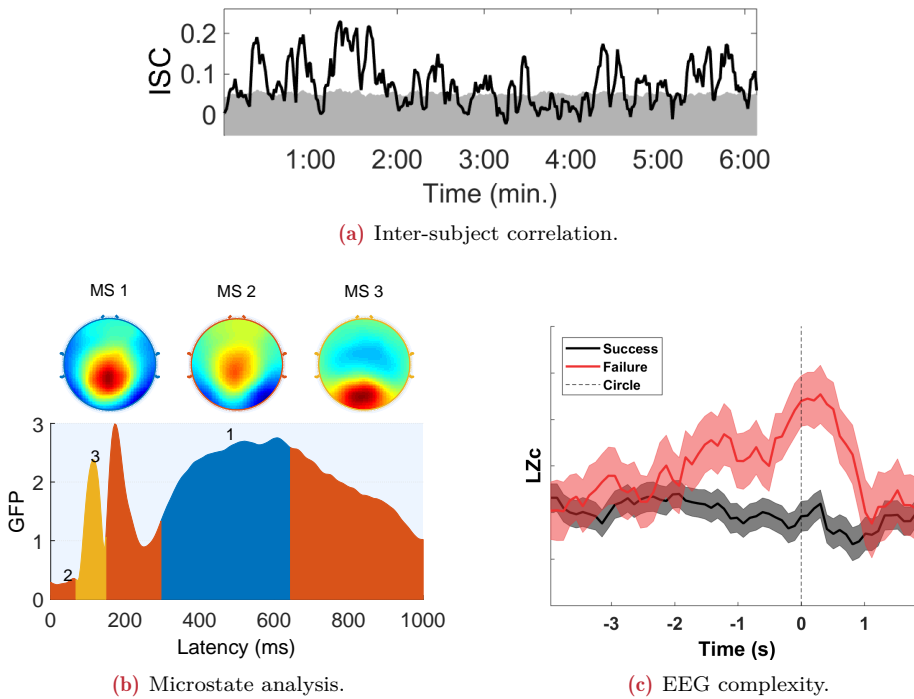 ISC
0.2
0.1
0
1:00 2:00 3:00 4:00 5:00 6:00
Time (min.)
(a) Inter-subject correlation.
MS 1 MS 2 MS 3
GFP
3
2
1
0
1
2
3
0 200 400 600 800 1000
Latency (ms)
(b) Microstate analysis.
LZc
Success
Failure
Circle
-3 -2 -1 0 1
Time (s)
(c) EEG complexity.